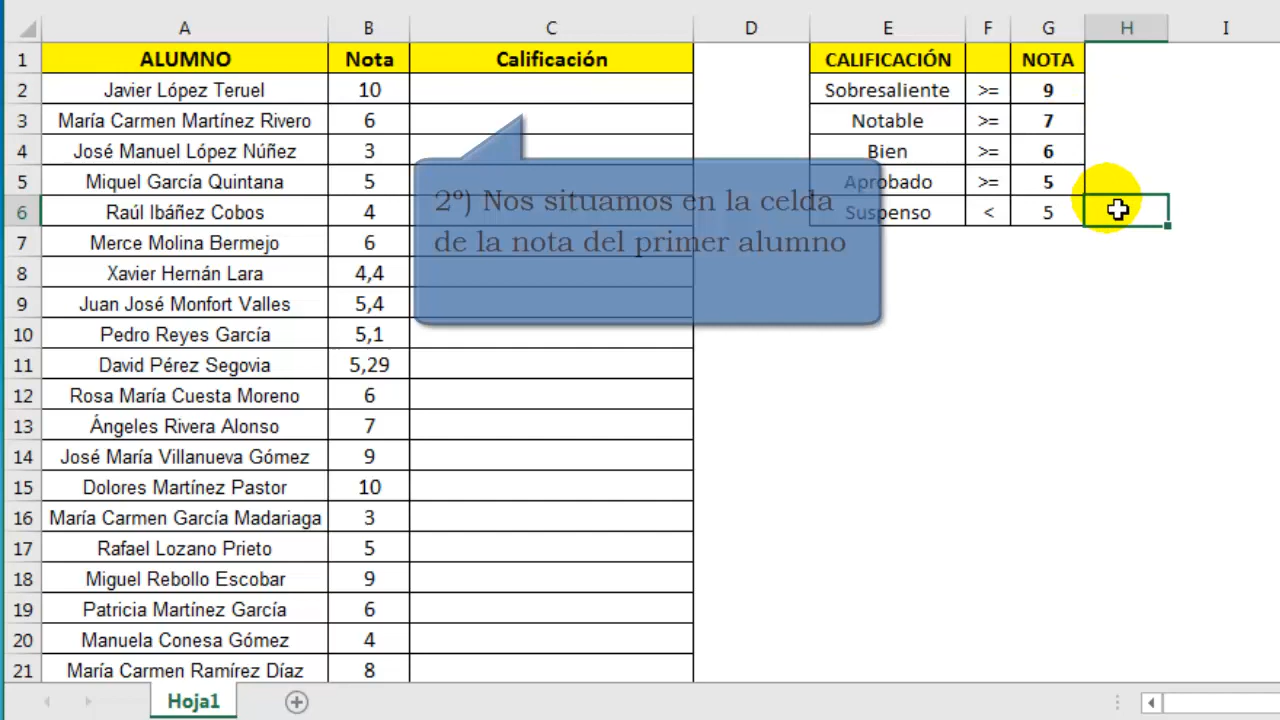 A B C D E F G H I
1 ALUMNO Nota Calificación CALIFICACIÓN NOTA
2 Javier López Teruel 10 Sobresaliente >= 9
3 María Carmen Martínez Rivero 6 Notable >= 7
4 José Manuel López Núñez 3 Bien >= 6
5 Miquel García Quintana 5 Aprobado >= 5
6 Raúl Ibáñez Cobos 4 Suspenso < 5
2º) Nos situamos en la celda
de la nota del primer alumno
7 Merce Molina Bermejo 6
8 Xavier Hernán Lara 4,4
9 Juan José Monfort Valles 5,4
10 Pedro Reyes García 5,1
11 David Pérez Segovia 5,29
12 Rosa María Cuesta Moreno 6
13 Ángeles Rivera Alonso 7
14 José María Villanueva Gómez 9
15 Dolores Martínez Pastor 10
16 María Carmen García Madariaga 3
17 Rafael Lozano Prieto 5
18 Miguel Rebollo Escobar 9
19 Patricia Martínez García 6
20 Manuela Conesa Gómez 4
21 María Carmen Ramírez Díaz 8
Hoja1